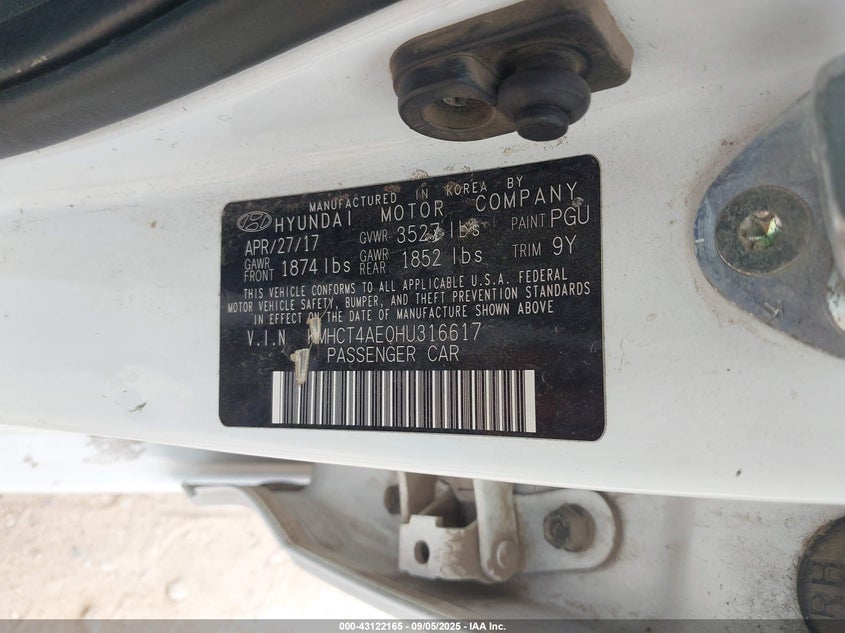 MANUFACTURED IN KOREA BY
HYUNDAI MOTOR COMPANY
APR/27/17 GVWR 3527 lbs PAINT PGU
GAWR FRONT 1874 lbs GAWR REAR 1852 lbs TRIM 9Y
THIS VEHICLE CONFORMS TO ALL APPLICABLE U.S.A. FEDERAL
MOTOR VEHICLE SAFETY, BUMPER, AND THEFT PREVENTION STANDARDS
IN EFFECT ON THE DATE OF MANUFACTURE SHOWN ABOVE
V.I.N KMHCT4AE0HU316617
PASSENGER CAR
RH
000-43122165 - 09/05/2025 - IAA Inc.